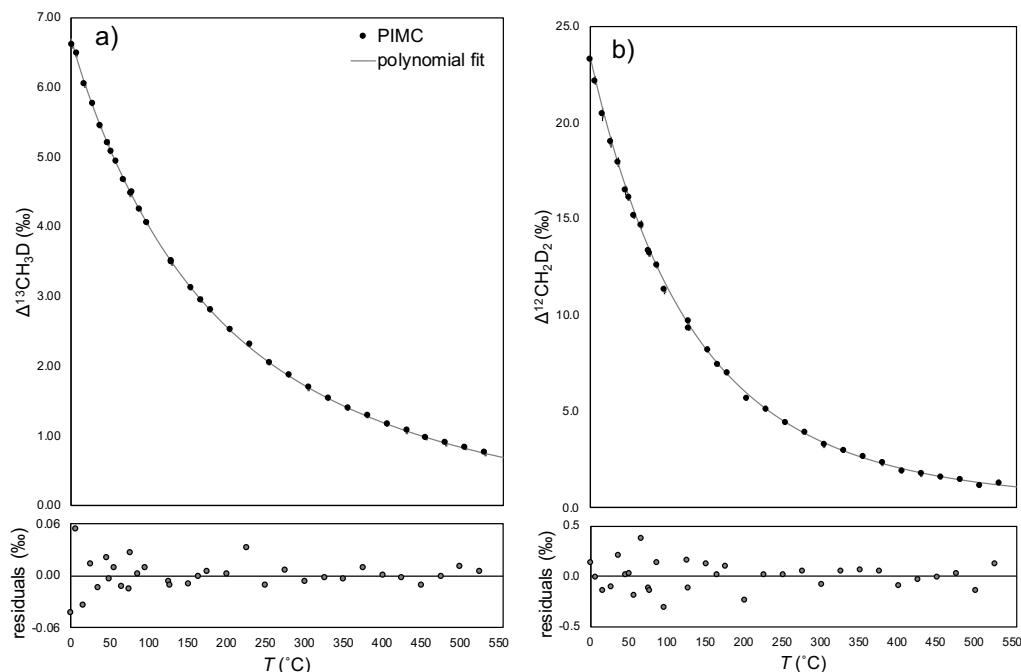 a)
PIMC
polynomial fit
7.00
6.00
5.00
4.00
3.00
2.00
1.00
0.00
Δ¹³CH₃D (‰)
0.06
0.00
-0.06
residuals (‰)
0 50 100 150 200 250 300 350 400 450 500 550
T (˚C)
b)
25.0
20.0
15.0
10.0
5.0
0.0
Δ¹²CH₂D₂ (‰)
0.5
0.0
-0.5
residuals (‰)
0 50 100 150 200 250 300 350 400 450 500 550
T (˚C)